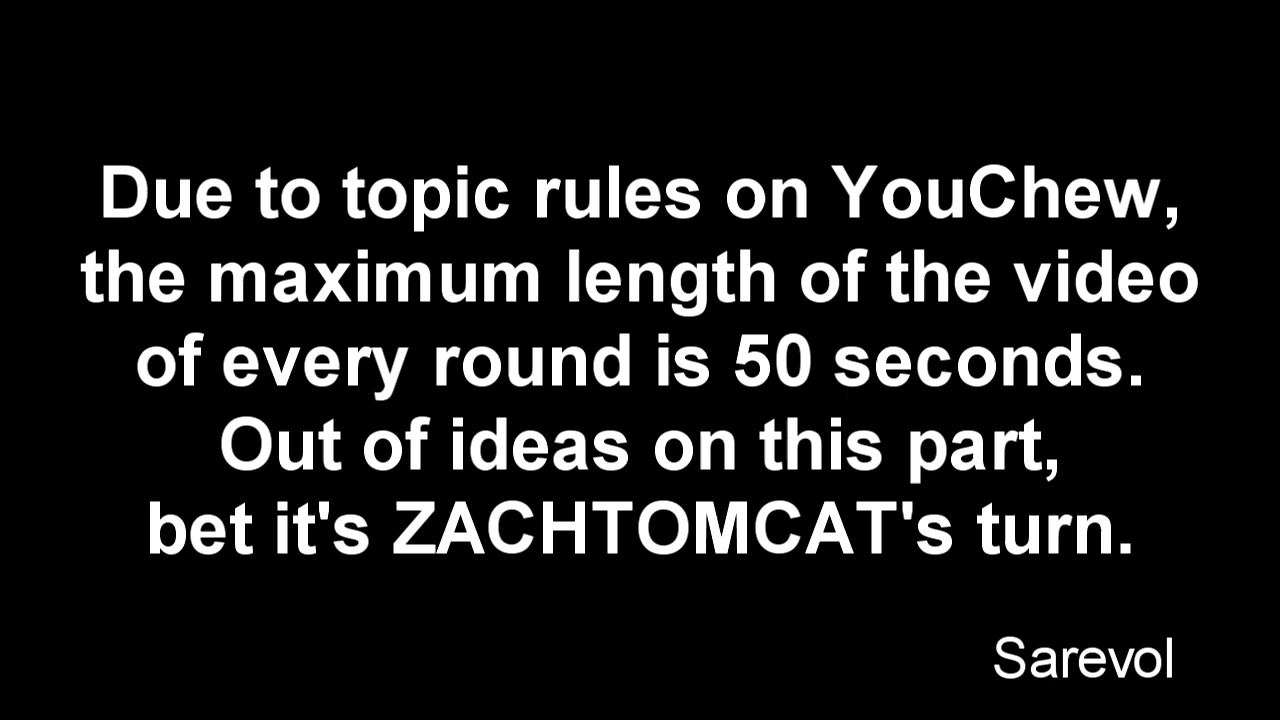 Due to topic rules on YouChew,
the maximum length of the video
of every round is 50 seconds.
Out of ideas on this part,
bet it's ZACHTOMCAT's turn.
Sarevol